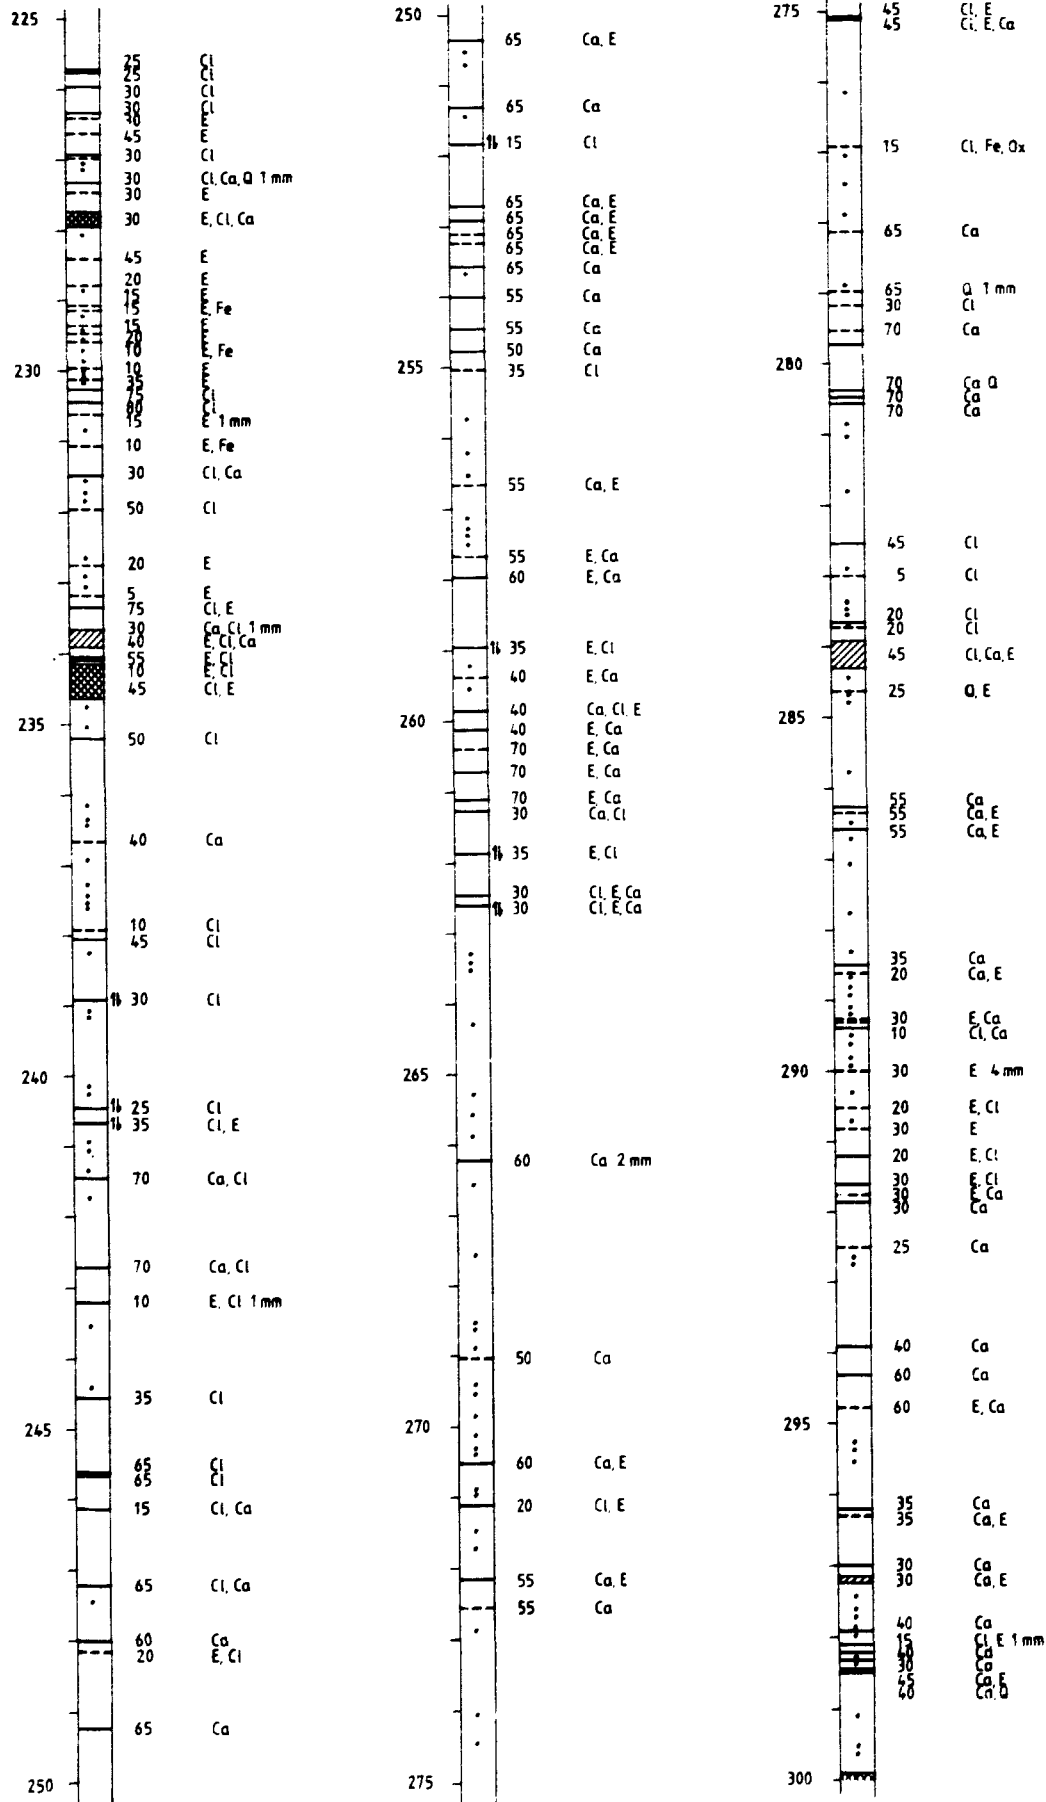 225
25 Cl
25 Cl
30 Cl
30 Cl
30 E
45 E
30 Cl
30 Cl, Ca, Q 1 mm
30 E
30 E, Cl, Ca
45 E
20 E
15 E
15 E, Fe
15 E
20 E
10 E, Fe
230
10 E
35 E
75 Cl
80 Cl
15 E 1 mm
10 E, Fe
30 Cl, Ca
50 Cl
20 E
5 E
75 Cl, E
30 Ca, Cl 1 mm
40 E, Cl, Ca
55 E, Cl
10 E, Cl
45 Cl, E
235
50 Cl
40 Ca
10 Cl
45 Cl
30 Cl
240
25 Cl
35 Cl, E
70 Ca, Cl
70 Ca, Cl
10 E, Cl 1 mm
35 Cl
245
65 Cl
65 Cl
15 Cl, Ca
65 Cl, Ca
60 Ca
20 E, Cl
65 Ca
250
250
65 Ca, E
65 Ca
15 Cl
65 Ca, E
65 Ca, E
65 Ca, E
65 Ca, E
65 Ca
55 Ca
55 Ca
50 Ca
255
35 Cl
55 Ca, E
55 E, Ca
60 E, Ca
35 E, Cl
40 E, Ca
40 Ca, Cl, E
260
40 E, Ca
70 E, Ca
70 E, Ca
70 E, Ca
30 Ca, Cl
35 E, Cl
30 Cl, E, Ca
30 Cl, E, Ca
265
60 Ca 2 mm
50 Ca
270
60 Ca, E
20 Cl, E
55 Ca, E
55 Ca
275
275
45 Cl, E
45 Cl, E, Ca
15 Cl, Fe, Ox
65 Ca
65 Q 1 mm
30 Cl
70 Ca
280
70 Ca Q
70 Ca
70 Ca
45 Cl
5 Cl
20 Cl
20 Cl
45 Cl, Ca, E
25 Q, E
285
55 Ca
55 Ca, E
55 Ca, E
35 Ca
20 Ca, E
30 E, Ca
10 Cl, Ca
290
30 E 4 mm
20 E, Cl
30 E
20 E, Cl
30 E, Cl
30 E, Ca
30 Ca
25 Ca
40 Ca
60 Ca
60 E, Ca
295
35 Ca
35 Ca, E
30 Ca
30 Ca, E
40 Ca
15 Cl, E 1 mm
40 Ca
30 Ca
45 Ca, E
40 Ca, Q
300